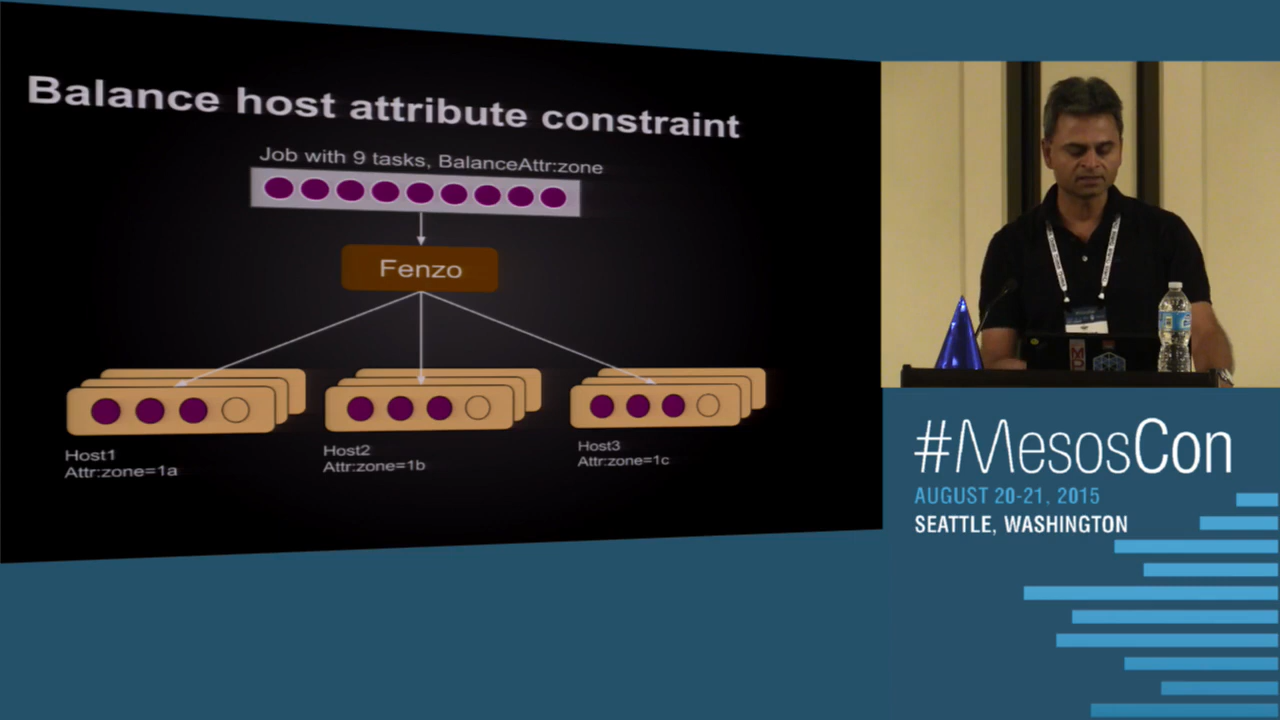 Balance host attribute constraint
Job with 9 tasks, BalanceAttr:zone
Fenzo
Host1
Attr:zone=1a
Host2
Attr:zone=1b
Host3
Attr:zone=1c
#MesosCon
AUGUST 20-21, 2015
SEATTLE, WASHINGTON